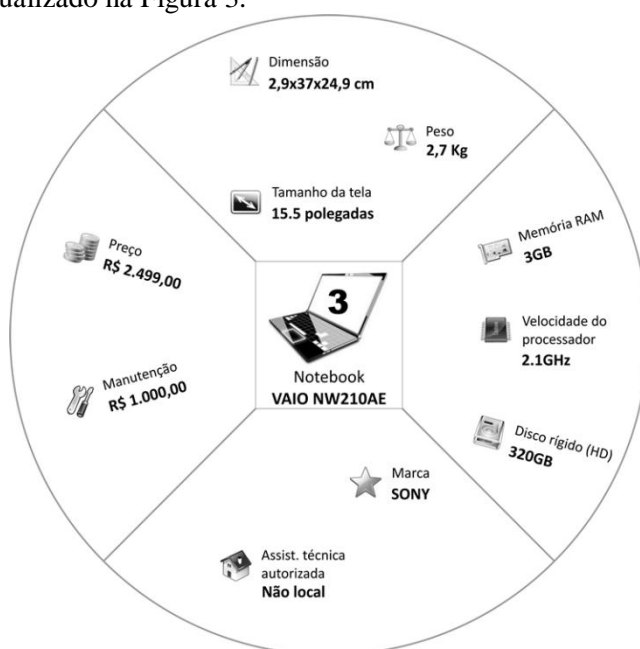 ualizado na Figura 3.
Dimensão
2,9x37x24,9 cm
Peso
2,7 Kg
Tamanho da tela
15.5 polegadas
Preço
R$ 2.499,00
Manutenção
R$ 1.000,00
3
Notebook
VAIO NW210AE
Memória RAM
3GB
Velocidade do
processador
2.1GHz
Disco rígido (HD)
320GB
Marca
SONY
Assist. técnica
autorizada
Não local